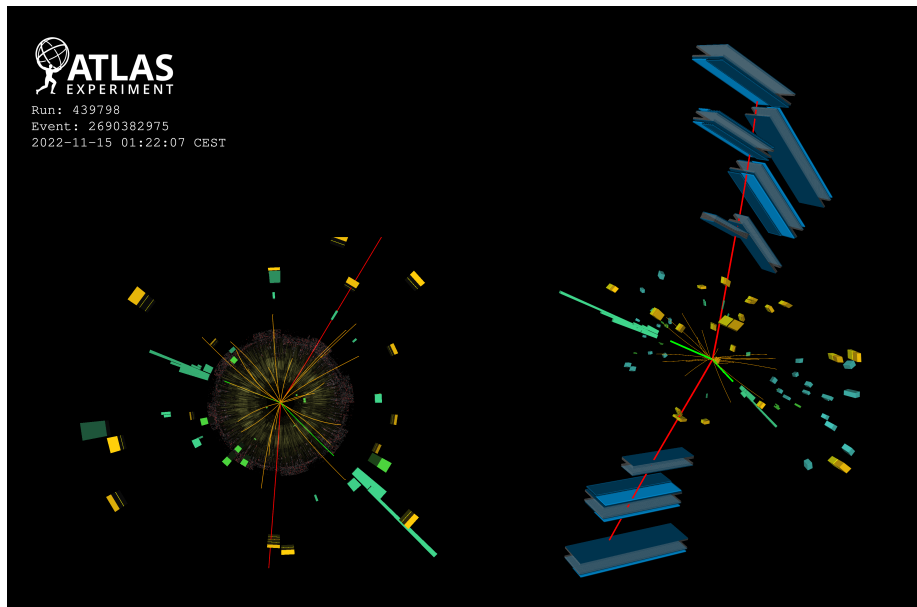 ATLAS
EXPERIMENT
Run: 439798
Event: 2690382975
2022-11-15 01:22:07 CEST